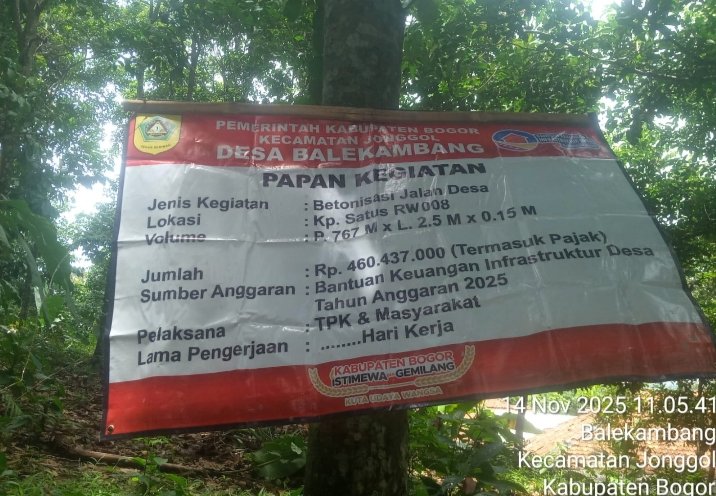 PEMERINTAH KABUPATEN BOGOR
KECAMATAN JONGGOL
DESA BALEKAMBANG
PAPAN KEGIATAN
Jenis Kegiatan : Betonisasi Jalan Desa
Lokasi : Kp. Satus RW008
Volume : P. 767 M x L. 2.5 M x 0.15 M
Jumlah : Rp. 460.437.000 (Termasuk Pajak)
Sumber Anggaran : Bantuan Keuangan Infrastruktur Desa
Tahun Anggaran 2025
Pelaksana : TPK & Masyarakat
Lama Pengerjaan : ........Hari Kerja
KABUPATEN BOGOR
ISTIMEWA GEMILANG
KUTA UDAYA WANGSA
14 Nov 2025 11.05.41
Balekambang
Kecamatan Jonggol
Kabupaten Bogor